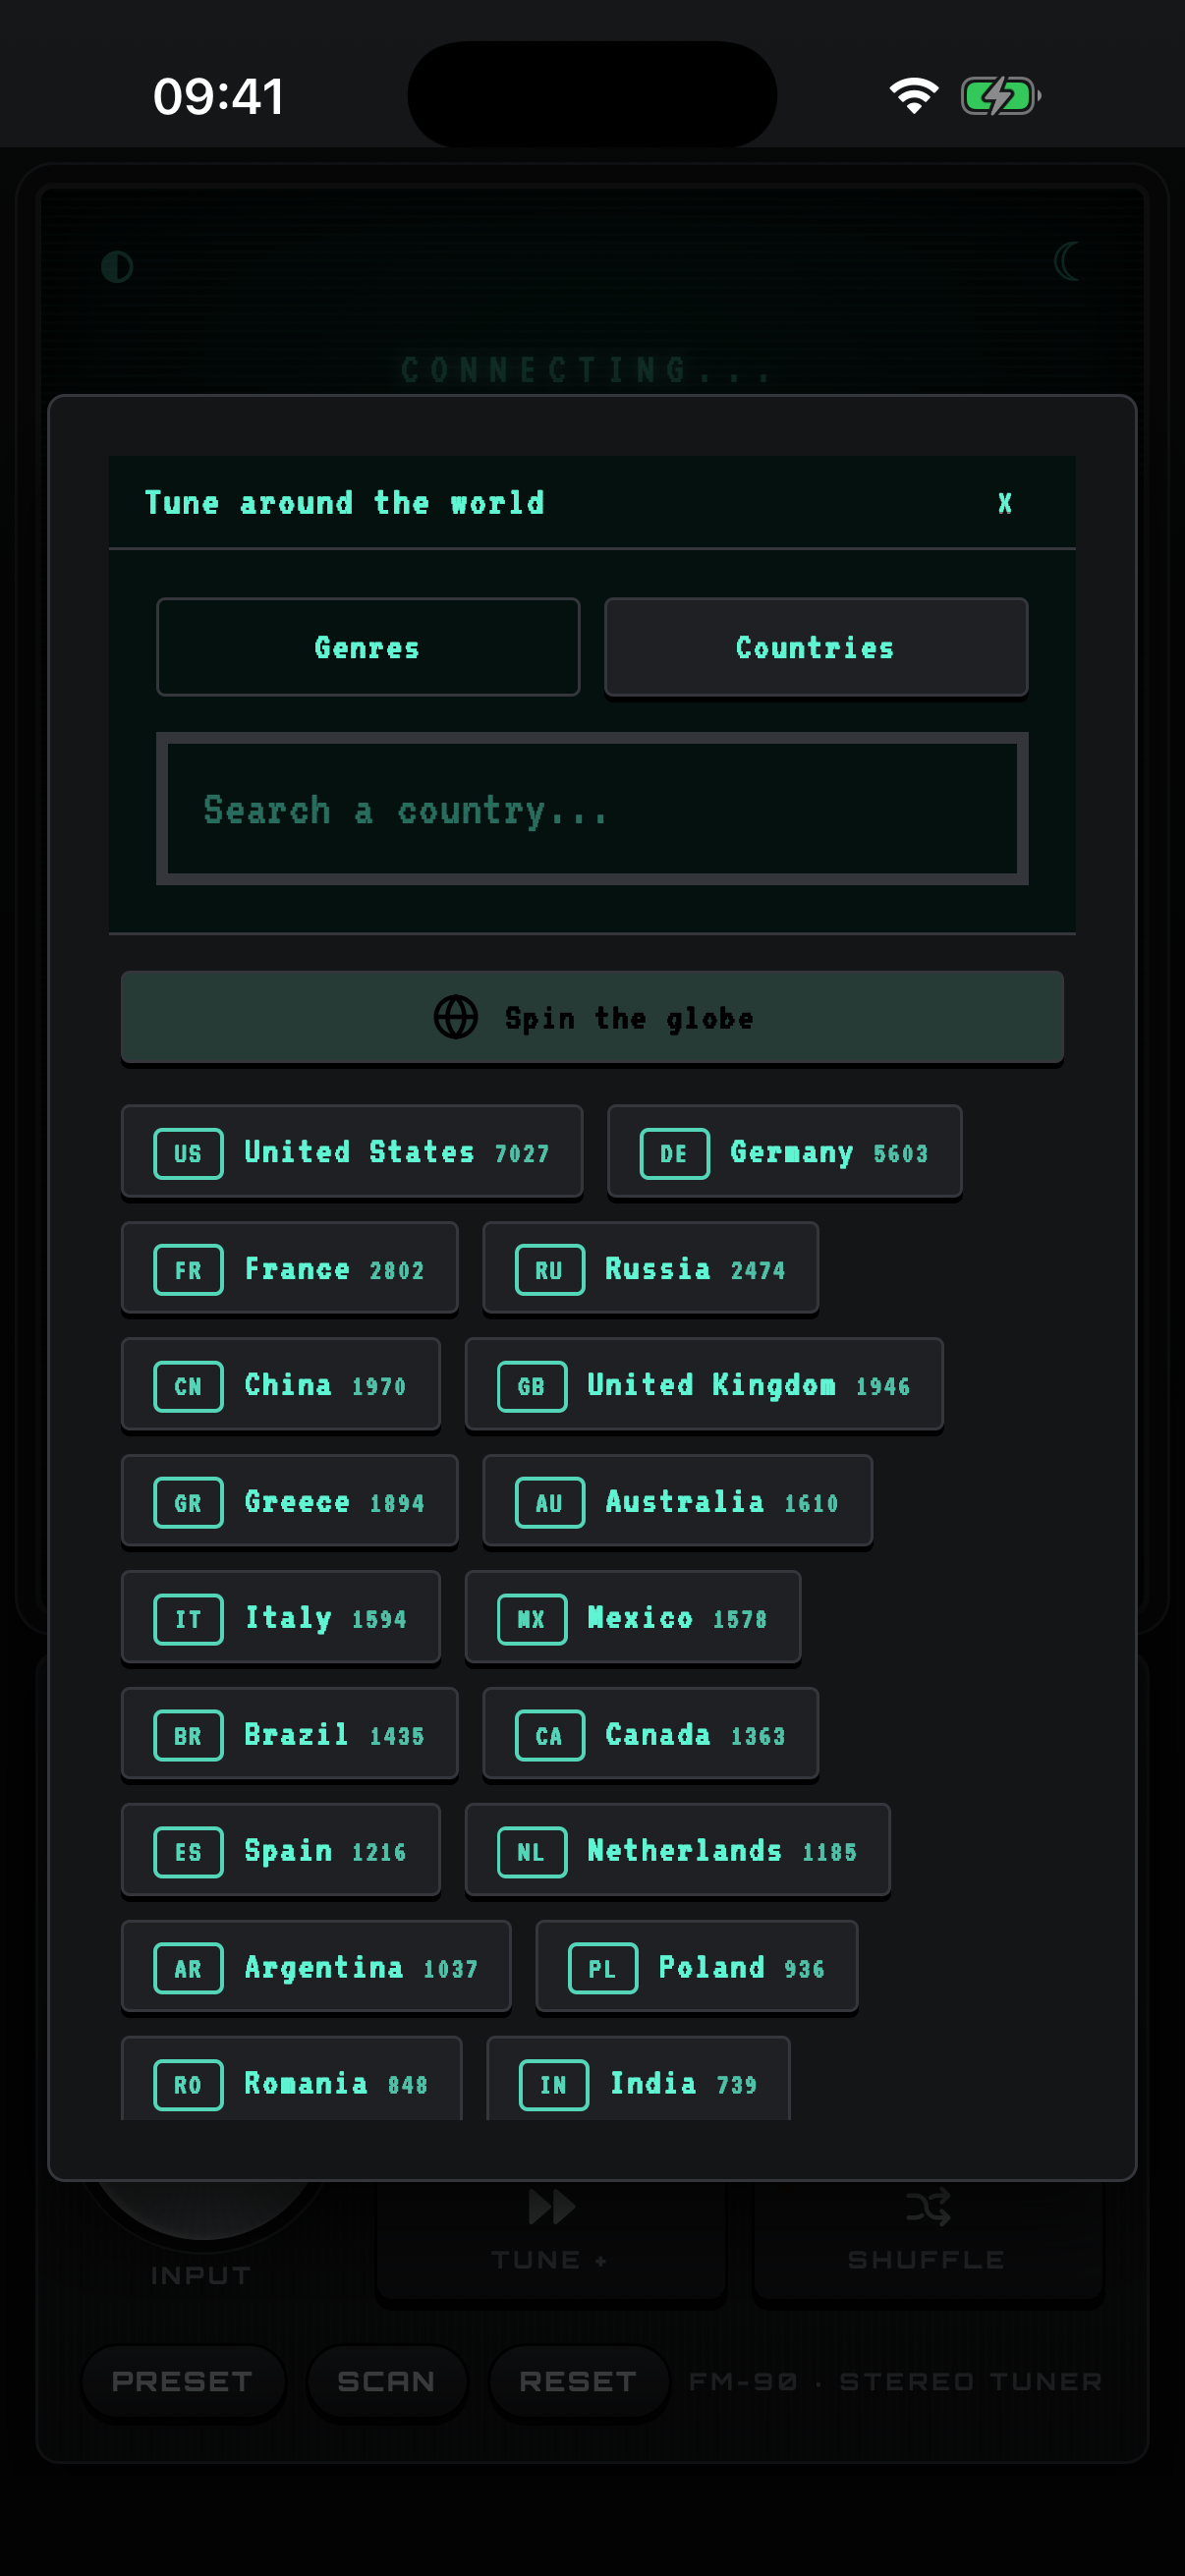 09:41
CONNECTING...
Tune around the world X
Genres Countries
Search a country...
Spin the globe
US United States 7027 DE Germany 5603
FR France 2802 RU Russia 2474
CN China 1970 GB United Kingdom 1946
GR Greece 1894 AU Australia 1610
IT Italy 1594 MX Mexico 1578
BR Brazil 1435 CA Canada 1363
ES Spain 1216 NL Netherlands 1185
AR Argentina 1037 PL Poland 936
RO Romania 848 IN India 739
INPUT TUNE + SHUFFLE
PRESET SCAN RESET FM-90 · STEREO TUNER